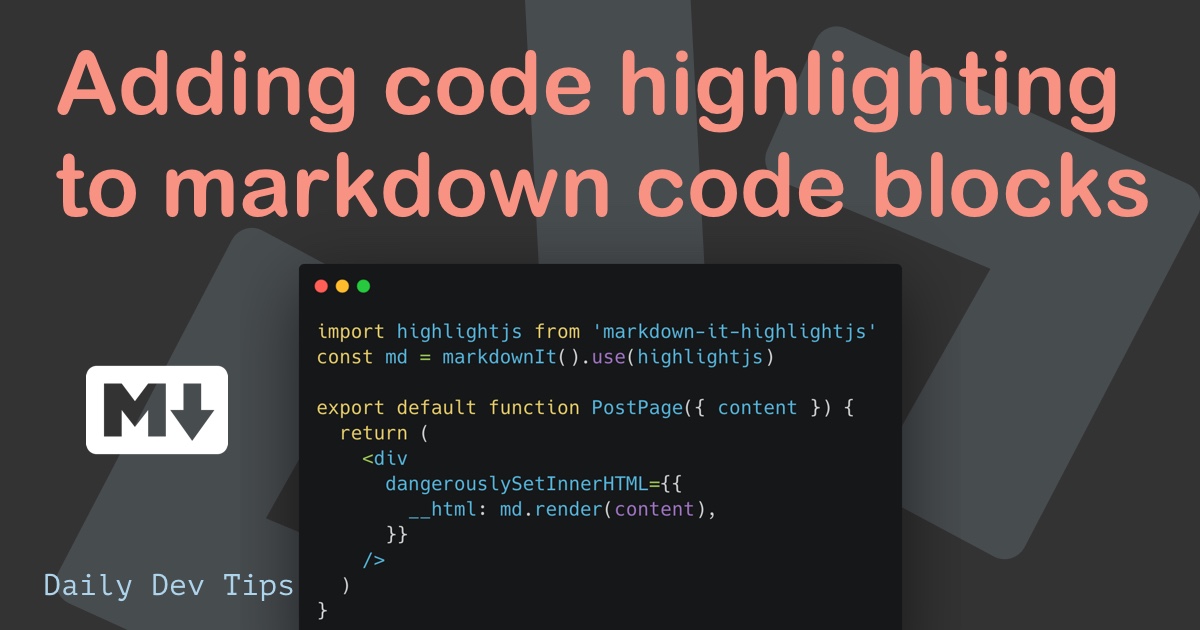 Adding code highlighting
to markdown code blocks
import highlightjs from 'markdown-it-highlightjs'
const md = markdownIt().use(highlightjs)
export default function PostPage({ content }) {
  return (
    <div
      dangerouslySetInnerHTML={{
        __html: md.render(content),
      }}
    />
  )
}
M
Daily Dev Tips